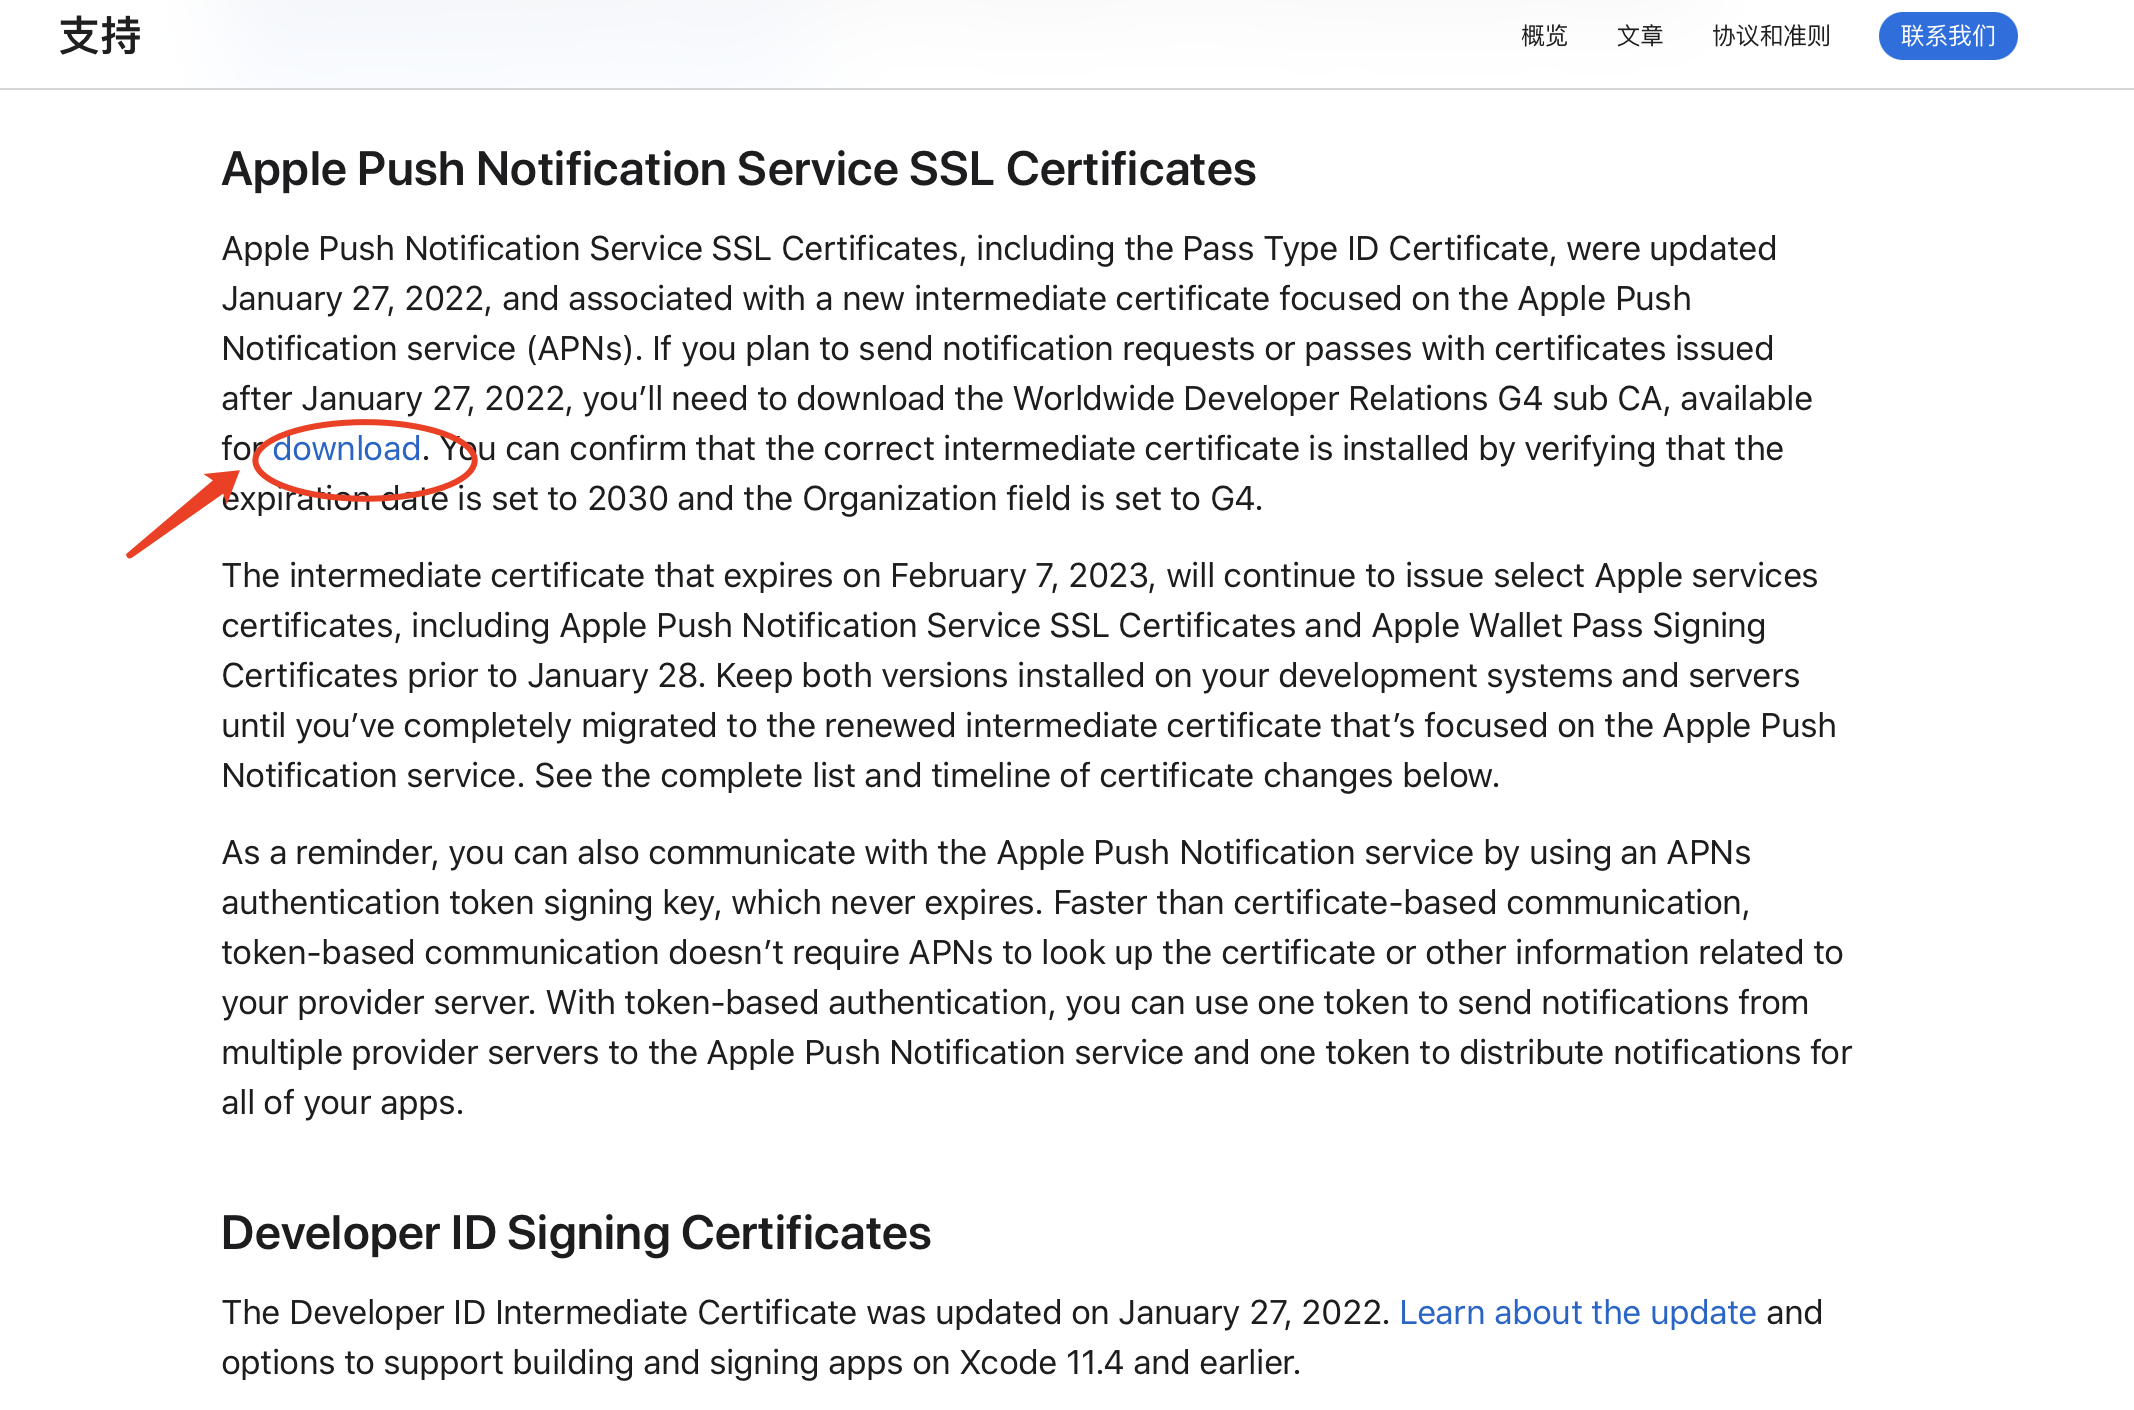 支持
概览 文章 协议和准则 联系我们
Apple Push Notification Service SSL Certificates
Apple Push Notification Service SSL Certificates, including the Pass Type ID Certificate, were updated
January 27, 2022, and associated with a new intermediate certificate focused on the Apple Push
Notification service (APNs). If you plan to send notification requests or passes with certificates issued
after January 27, 2022, you’ll need to download the Worldwide Developer Relations G4 sub CA, available
for download. You can confirm that the correct intermediate certificate is installed by verifying that the
expiration date is set to 2030 and the Organization field is set to G4.
The intermediate certificate that expires on February 7, 2023, will continue to issue select Apple services
certificates, including Apple Push Notification Service SSL Certificates and Apple Wallet Pass Signing
Certificates prior to January 28. Keep both versions installed on your development systems and servers
until you’ve completely migrated to the renewed intermediate certificate that’s focused on the Apple Push
Notification service. See the complete list and timeline of certificate changes below.
As a reminder, you can also communicate with the Apple Push Notification service by using an APNs
authentication token signing key, which never expires. Faster than certificate-based communication,
token-based communication doesn’t require APNs to look up the certificate or other information related to
your provider server. With token-based authentication, you can use one token to send notifications from
multiple provider servers to the Apple Push Notification service and one token to distribute notifications for
all of your apps.
Developer ID Signing Certificates
The Developer ID Intermediate Certificate was updated on January 27, 2022. Learn about the update and
options to support building and signing apps on Xcode 11.4 and earlier.